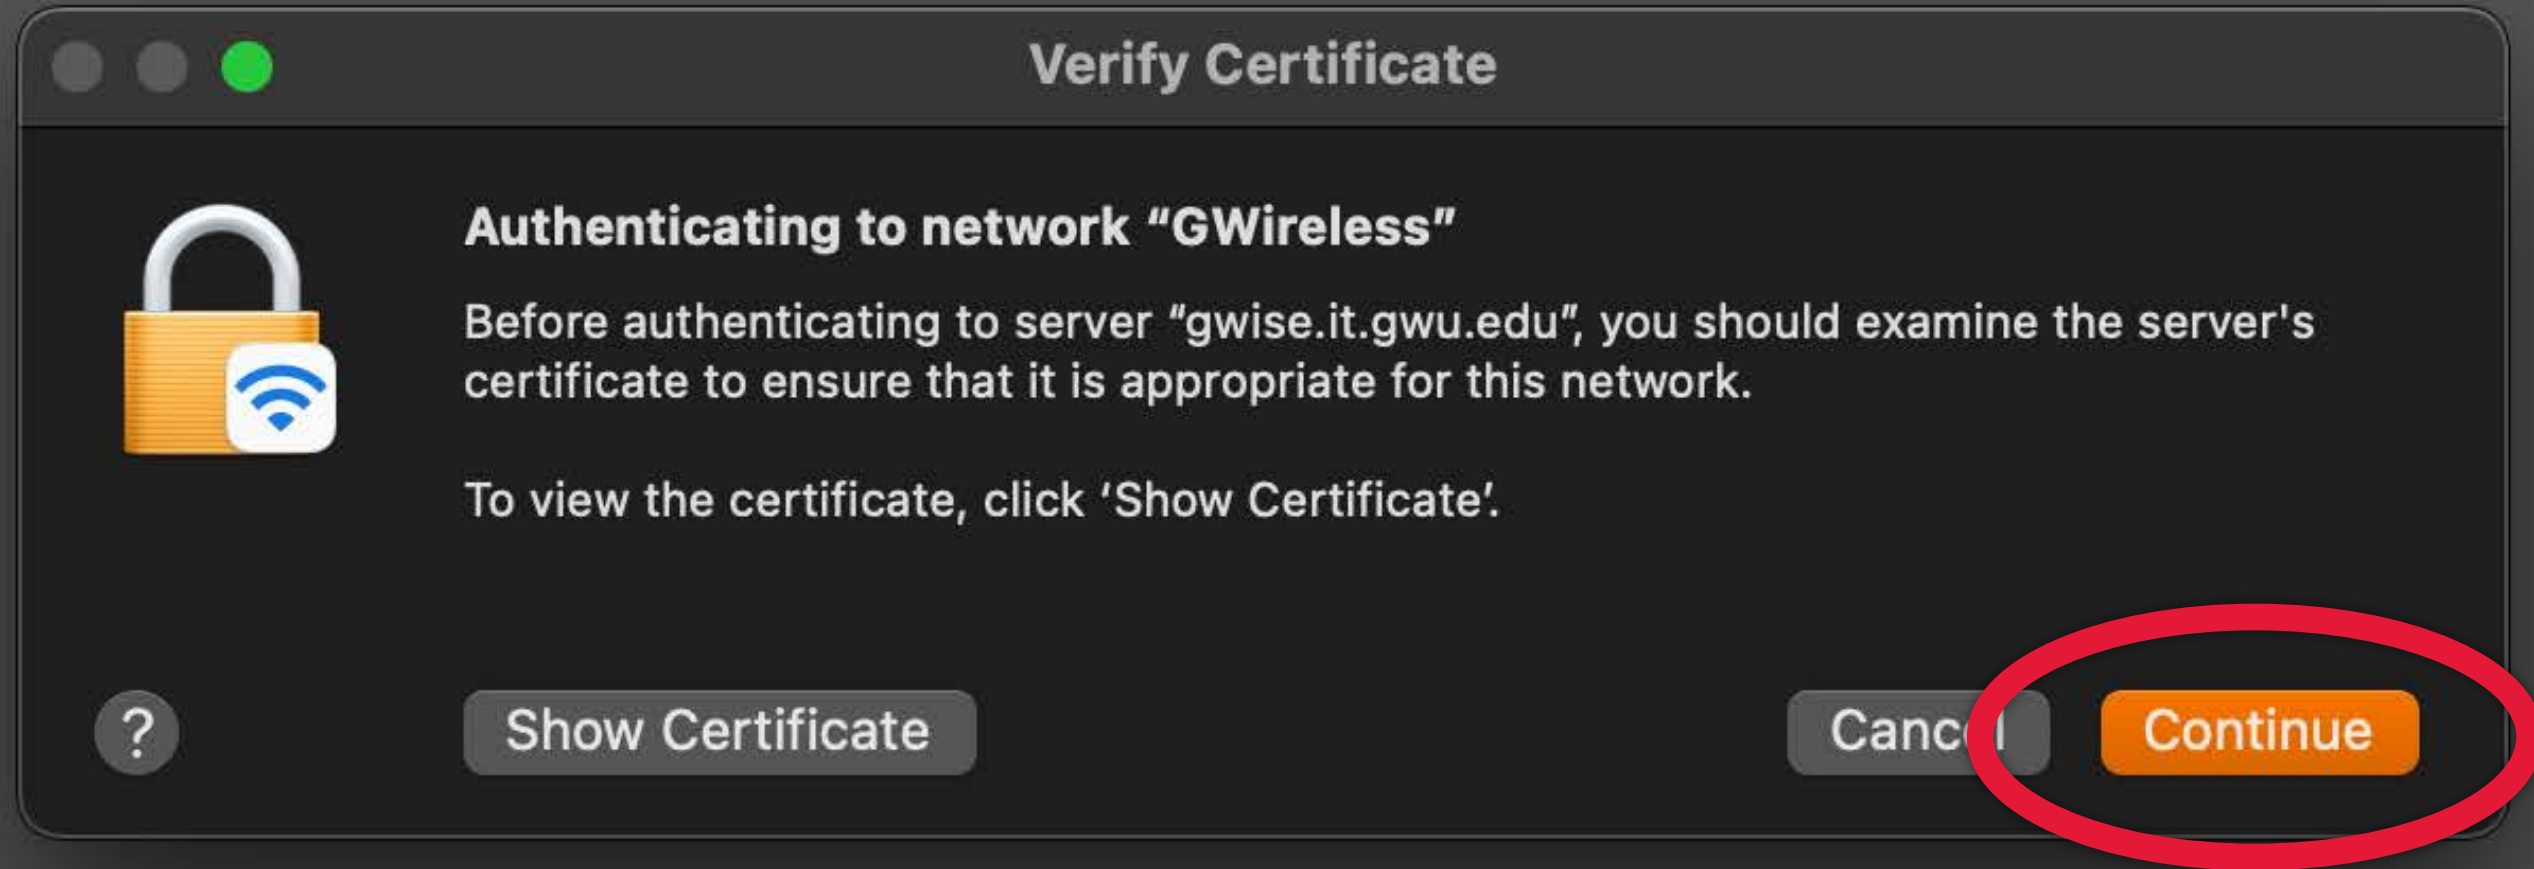 Verify Certificate
Authenticating to network “GWireless”
Before authenticating to server “gwise.it.gwu.edu”, you should examine the server's
certificate to ensure that it is appropriate for this network.
To view the certificate, click ‘Show Certificate’.
?
Show Certificate
Cancel
Continue